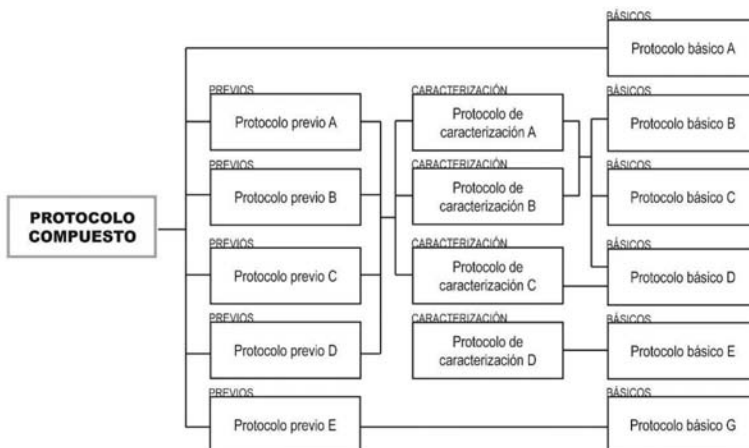 BÁSICOS
Protocolo básico A
PREVIOS
Protocolo previo A
CARACTERIZACIÓN
Protocolo de
caracterización A
BÁSICOS
Protocolo básico B
PREVIOS
Protocolo previo B
CARACTERIZACIÓN
Protocolo de
caracterización B
BÁSICOS
Protocolo básico C
PROTOCOLO
COMPUESTO
PREVIOS
Protocolo previo C
CARACTERIZACIÓN
Protocolo de
caracterización C
BÁSICOS
Protocolo básico D
PREVIOS
Protocolo previo D
CARACTERIZACIÓN
Protocolo de
caracterización D
BÁSICOS
Protocolo básico E
PREVIOS
Protocolo previo E
BÁSICOS
Protocolo básico G